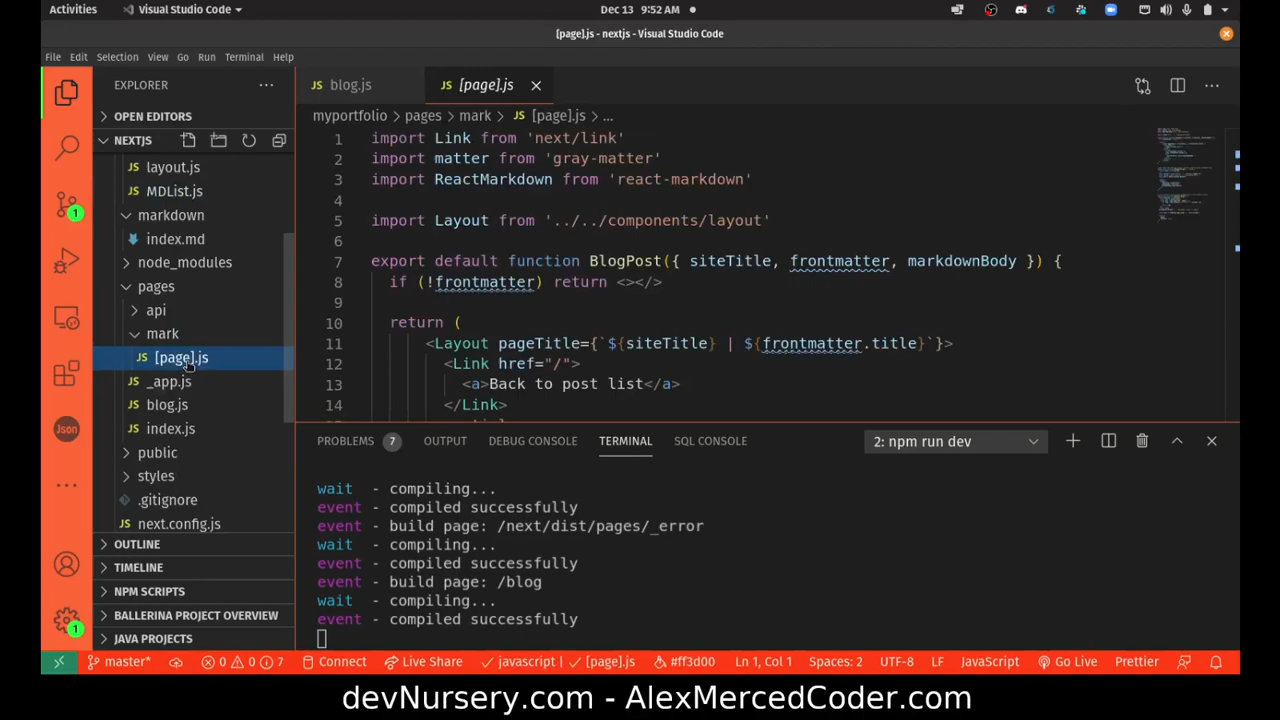 Activities
Visual Studio Code
Dec 13 9:52 AM
[page].js - nextjs - Visual Studio Code
File Edit Selection View Go Run Terminal Help
EXPLORER
OPEN EDITORS
NEXTJS
layout.js
MDList.js
markdown
index.md
node_modules
pages
api
mark
[page].js
_app.js
blog.js
index.js
public
styles
.gitignore
next.config.js
OUTLINE
TIMELINE
NPM SCRIPTS
BALLERINA PROJECT OVERVIEW
JAVA PROJECTS
1
Json
1
JS blog.js
JS [page].js
myportfolio > pages > mark > JS [page].js > ...
1 import Link from 'next/link'
2 import matter from 'gray-matter'
3 import ReactMarkdown from 'react-markdown'
4
5 import Layout from '../../components/layout'
6
7 export default function BlogPost({ siteTitle, frontmatter, markdownBody }) {
8 if (!frontmatter) return <></>
9
10 return (
11 <Layout pageTitle={`${siteTitle} | ${frontmatter.title}`}>
12 <Link href="/">
13 <a>Back to post list</a>
14 </Link>
PROBLEMS 7 OUTPUT DEBUG CONSOLE TERMINAL SQL CONSOLE 2: npm run dev
wait - compiling...
event - compiled successfully
event - build page: /next/dist/pages/_error
wait - compiling...
event - compiled successfully
event - build page: /blog
wait - compiling...
event - compiled successfully
master* 0 0 7 Connect Live Share javascript | [page].js #ff3d00 Ln 1, Col 1 Spaces: 2 UTF-8 LF JavaScript Go Live Prettier
devNursery.com - AlexMercedCoder.com